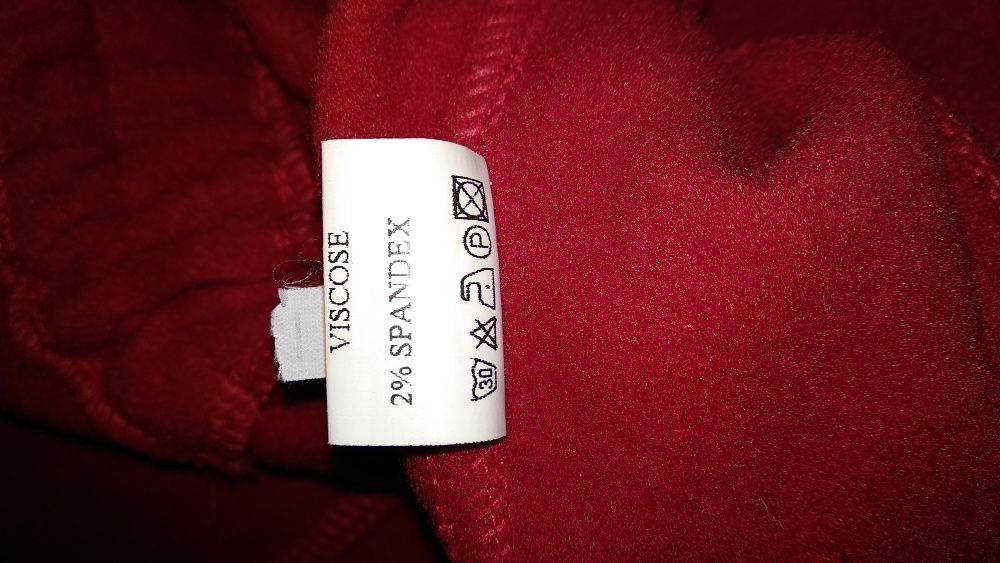 VISCOSE
2% SPANDEX
30 P